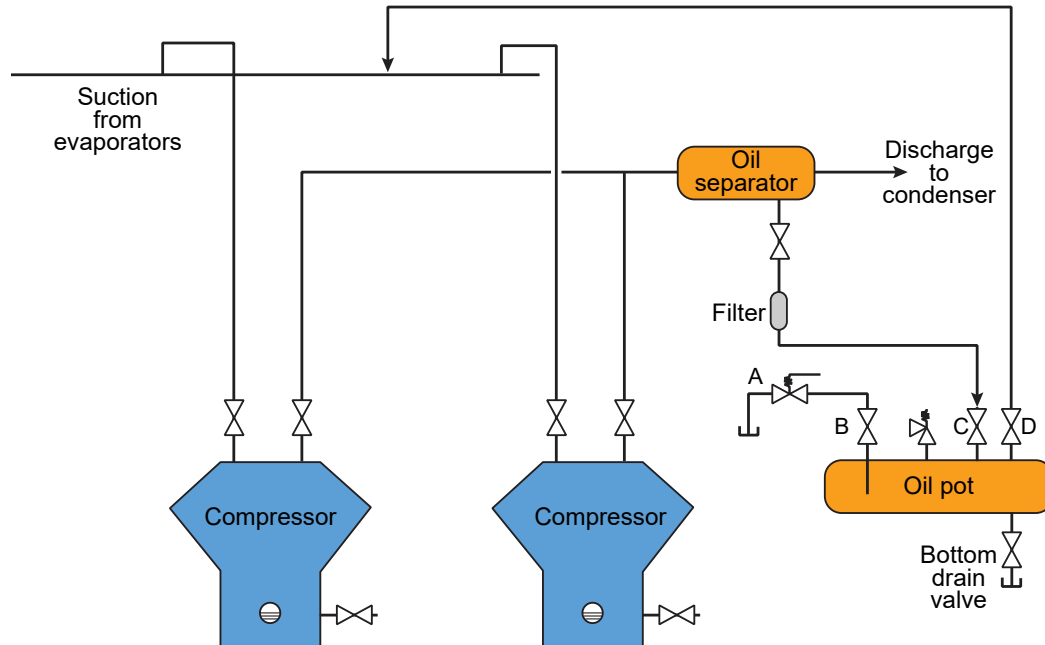 Suction
from
evaporators
Oil
separator
Discharge
to
condenser
Filter
A
B
C
D
Oil pot
Compressor
Compressor
Bottom
drain
valve